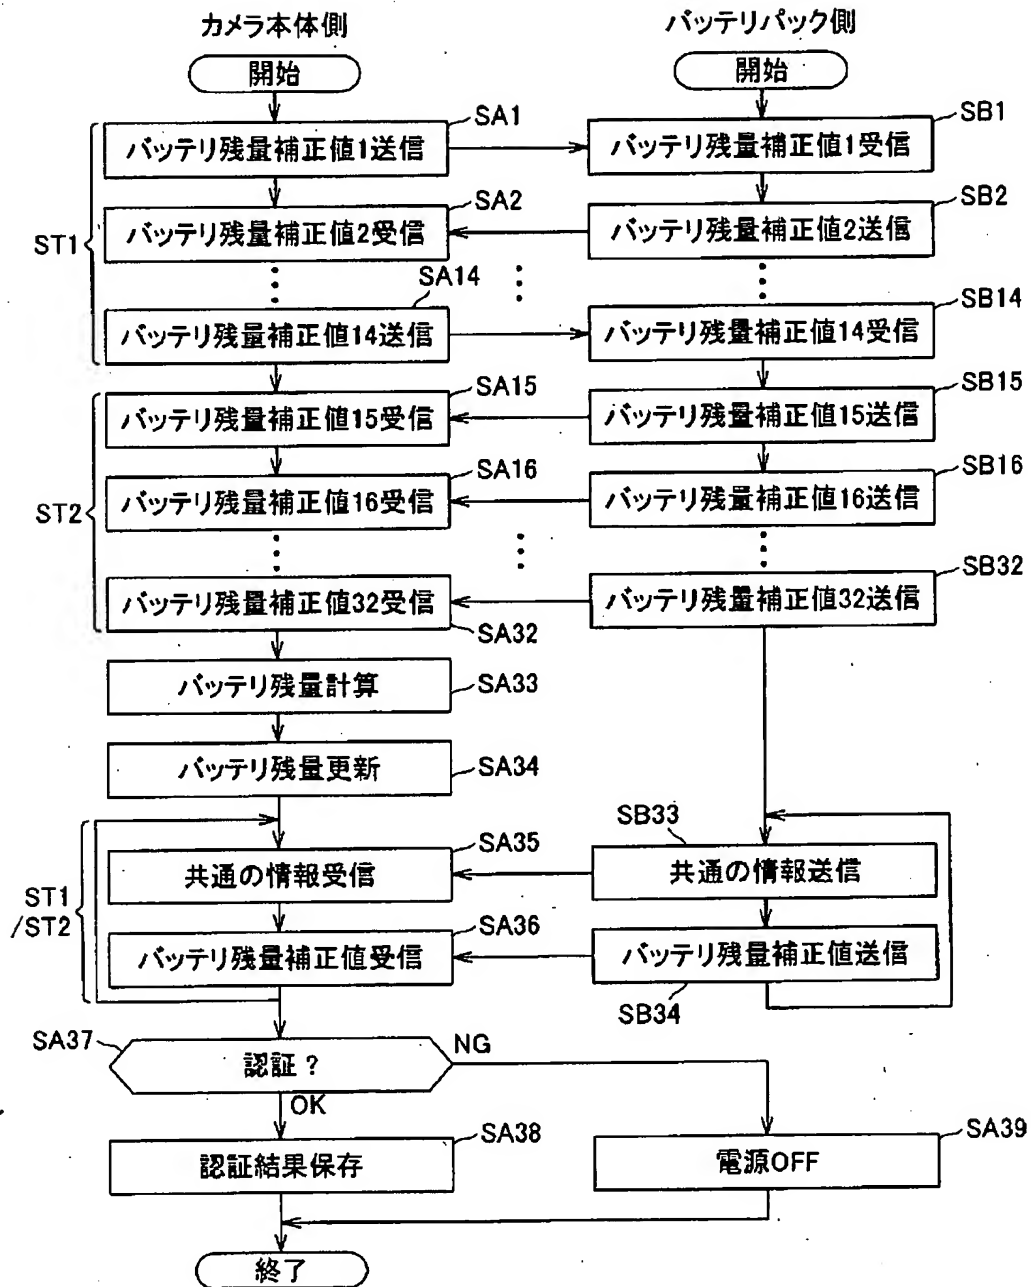 カメラ本体側
バッテリパック側
開始
開始
SA1
SB1
バッテリ残量補正値1送信
バッテリ残量補正値1受信
SA2
SB2
バッテリ残量補正値2受信
バッテリ残量補正値2送信
ST1
SA14
SB14
バッテリ残量補正値14送信
バッテリ残量補正値14受信
SA15
SB15
バッテリ残量補正値15受信
バッテリ残量補正値15送信
SA16
SB16
バッテリ残量補正値16受信
バッテリ残量補正値16送信
ST2
SB32
バッテリ残量補正値32受信
バッテリ残量補正値32送信
SA32
バッテリ残量計算
SA33
バッテリ残量更新
SA34
SB33
SA35
共通の情報受信
共通の情報送信
ST1
/ST2
SA36
バッテリ残量補正値受信
バッテリ残量補正値送信
SB34
SA37
認証?
NG
OK
SA38
SA39
認証結果保存
電源OFF
終了